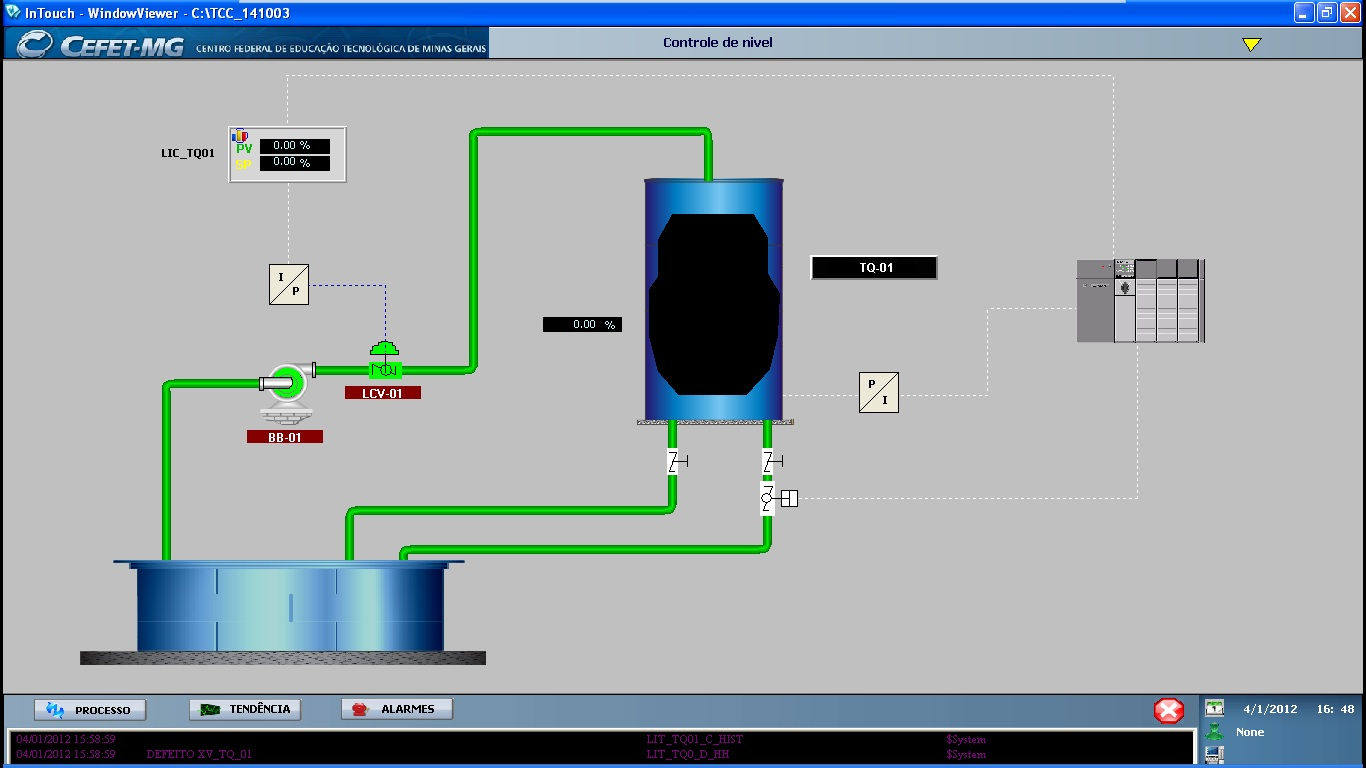 InTouch - WindowViewer - C:\TCC_141003
CEFET-MG CENTRO FEDERAL DE EDUCAÇÃO TECNOLÓGICA DE MINAS GERAIS
Controle de nivel
LIC_TQ01
PV 0.00 %
SP 0.00 %
TQ-01
I
P
0.00 %
P
I
LCV-01
BB-01
PROCESSO
TENDÊNCIA
ALARMES
4/1/2012 16: 48
None
04/01/2012 15:58:59 LIT_TQ01_C_HIST $System
04/01/2012 15:58:59 DEFEITO XV_TQ_01 LIT_TQ0_D_HH $System